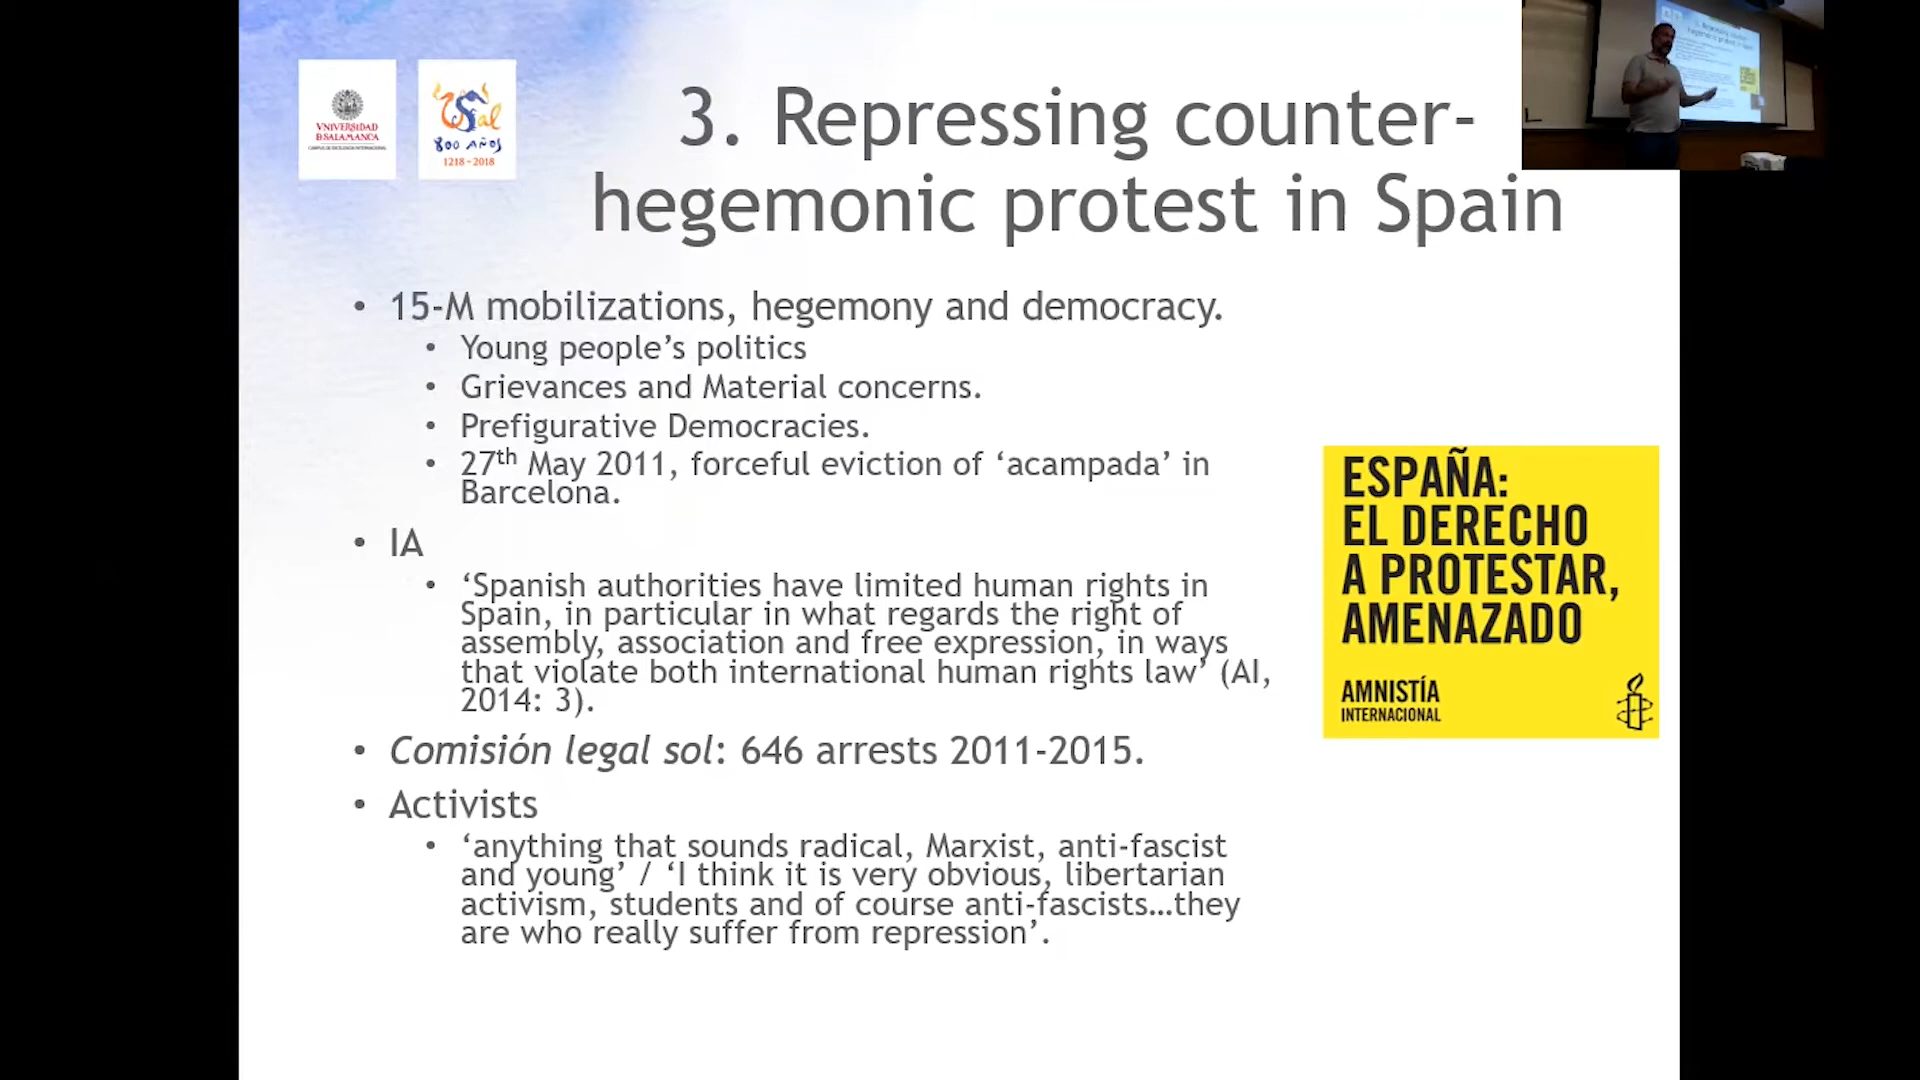 VNIVERSIDAD
D SALAMANCA
CAMPUS DE EXCELENCIA INTERNACIONAL
USal
800 AÑOS
1218 - 2018
3. Repressing counter-
hegemonic protest in Spain
• 15-M mobilizations, hegemony and democracy.
• Young people’s politics
• Grievances and Material concerns.
• Prefigurative Democracies.
• 27th May 2011, forceful eviction of ‘acampada’ in
Barcelona.
• IA
• ‘Spanish authorities have limited human rights in
Spain, in particular in what regards the right of
assembly, association and free expression, in ways
that violate both international human rights law’ (AI,
2014: 3).
• Comisión legal sol: 646 arrests 2011-2015.
• Activists
• ‘anything that sounds radical, Marxist, anti-fascist
and young’ / ‘I think it is very obvious, libertarian
activism, students and of course anti-fascists…they
are who really suffer from repression’.
ESPAÑA:
EL DERECHO
A PROTESTAR,
AMENAZADO
AMNISTÍA
INTERNACIONAL